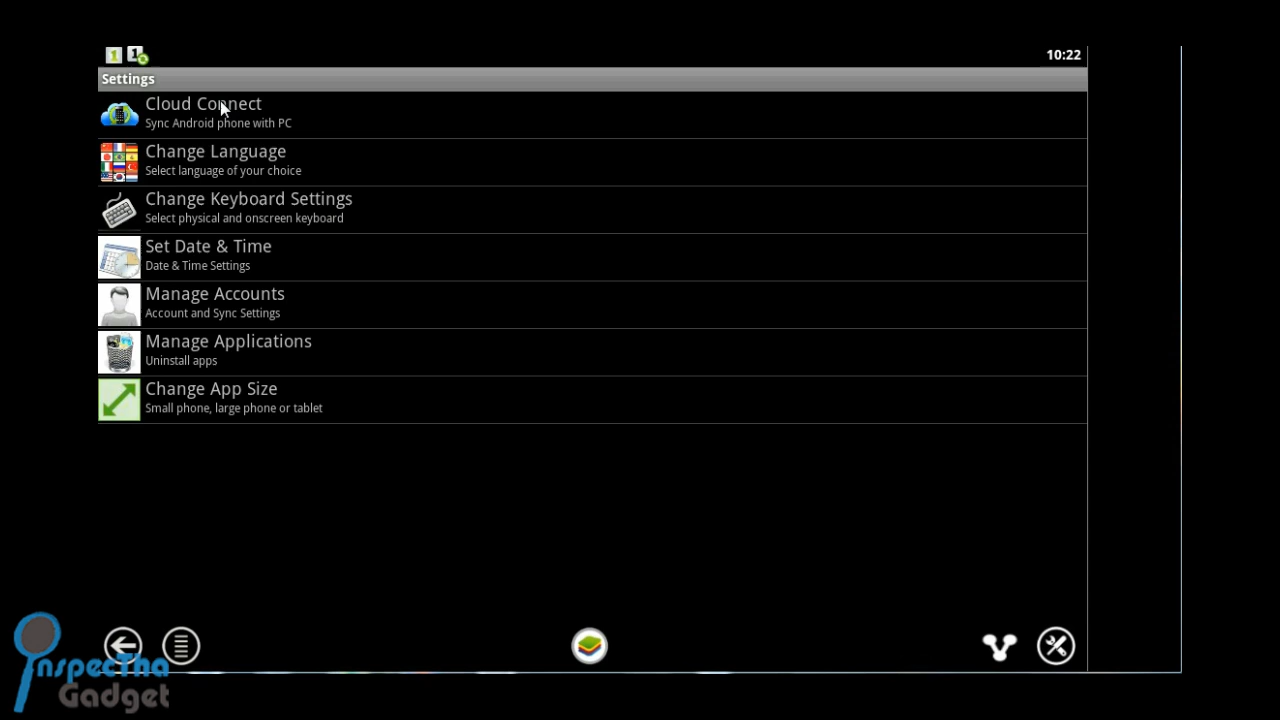 1 1 10:22
Settings
Cloud Connect
Sync Android phone with PC
Change Language
Select language of your choice
Change Keyboard Settings
Select physical and onscreen keyboard
Set Date & Time
Date & Time Settings
Manage Accounts
Account and Sync Settings
Manage Applications
Uninstall apps
Change App Size
Small phone, large phone or tablet
InspecTha
Gadget